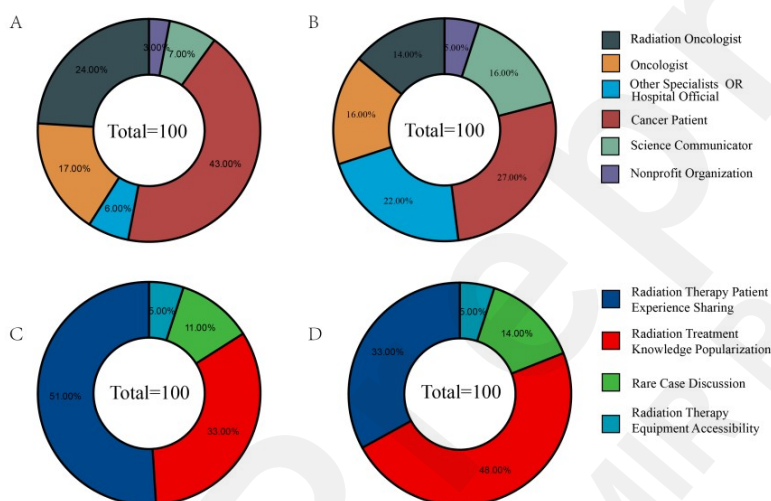 A
3.00%
7.00%
24.00%
Total=100
43.00%
17.00%
6.00%
B
5.00%
14.00%
16.00%
16.00%
Total=100
27.00%
22.00%
Radiation Oncologist
Oncologist
Other Specialists OR
Hospital Official
Cancer Patient
Science Communicator
Nonprofit Organization
C
5.00%
11.00%
51.00%
Total=100
33.00%
D
5.00%
14.00%
33.00%
Total=100
48.00%
Radiation Therapy Patient
Experience Sharing
Radiation Treatment
Knowledge Popularization
Rare Case Discussion
Radiation Therapy
Equipment Accessibility